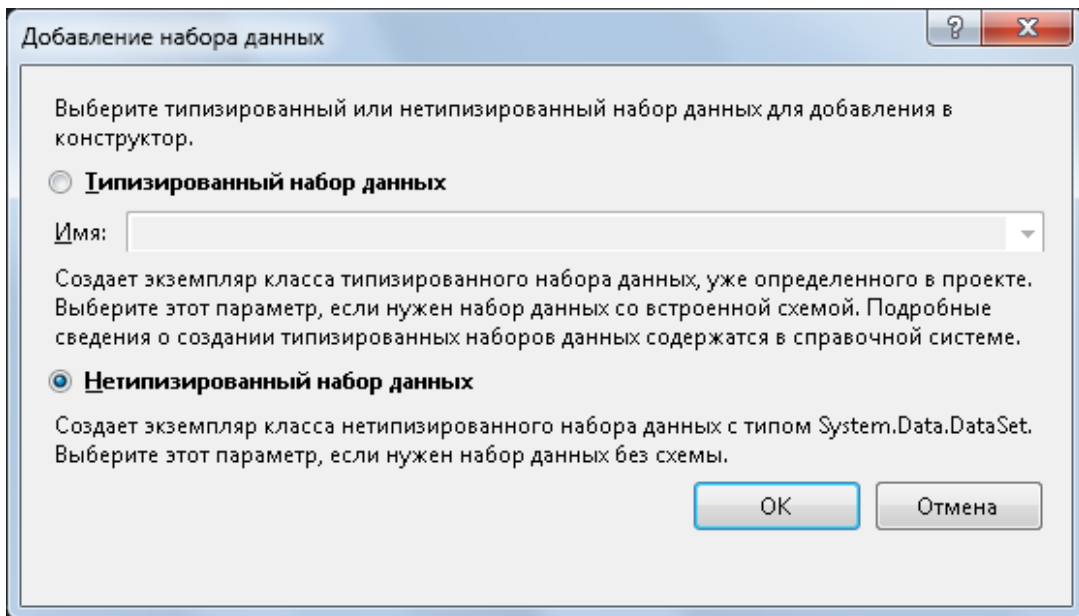 Добавление набора данных
Выберите типизированный или нетипизированный набор данных для добавления в
конструктор.
Типизированный набор данных
Имя:
Создает экземпляр класса типизированного набора данных, уже определенного в проекте.
Выберите этот параметр, если нужен набор данных со встроенной схемой. Подробные
сведения о создании типизированных наборов данных содержатся в справочной системе.
Нетипизированный набор данных
Создает экземпляр класса нетипизированного набора данных с типом System.Data.DataSet.
Выберите этот параметр, если нужен набор данных без схемы.
ОК Отмена